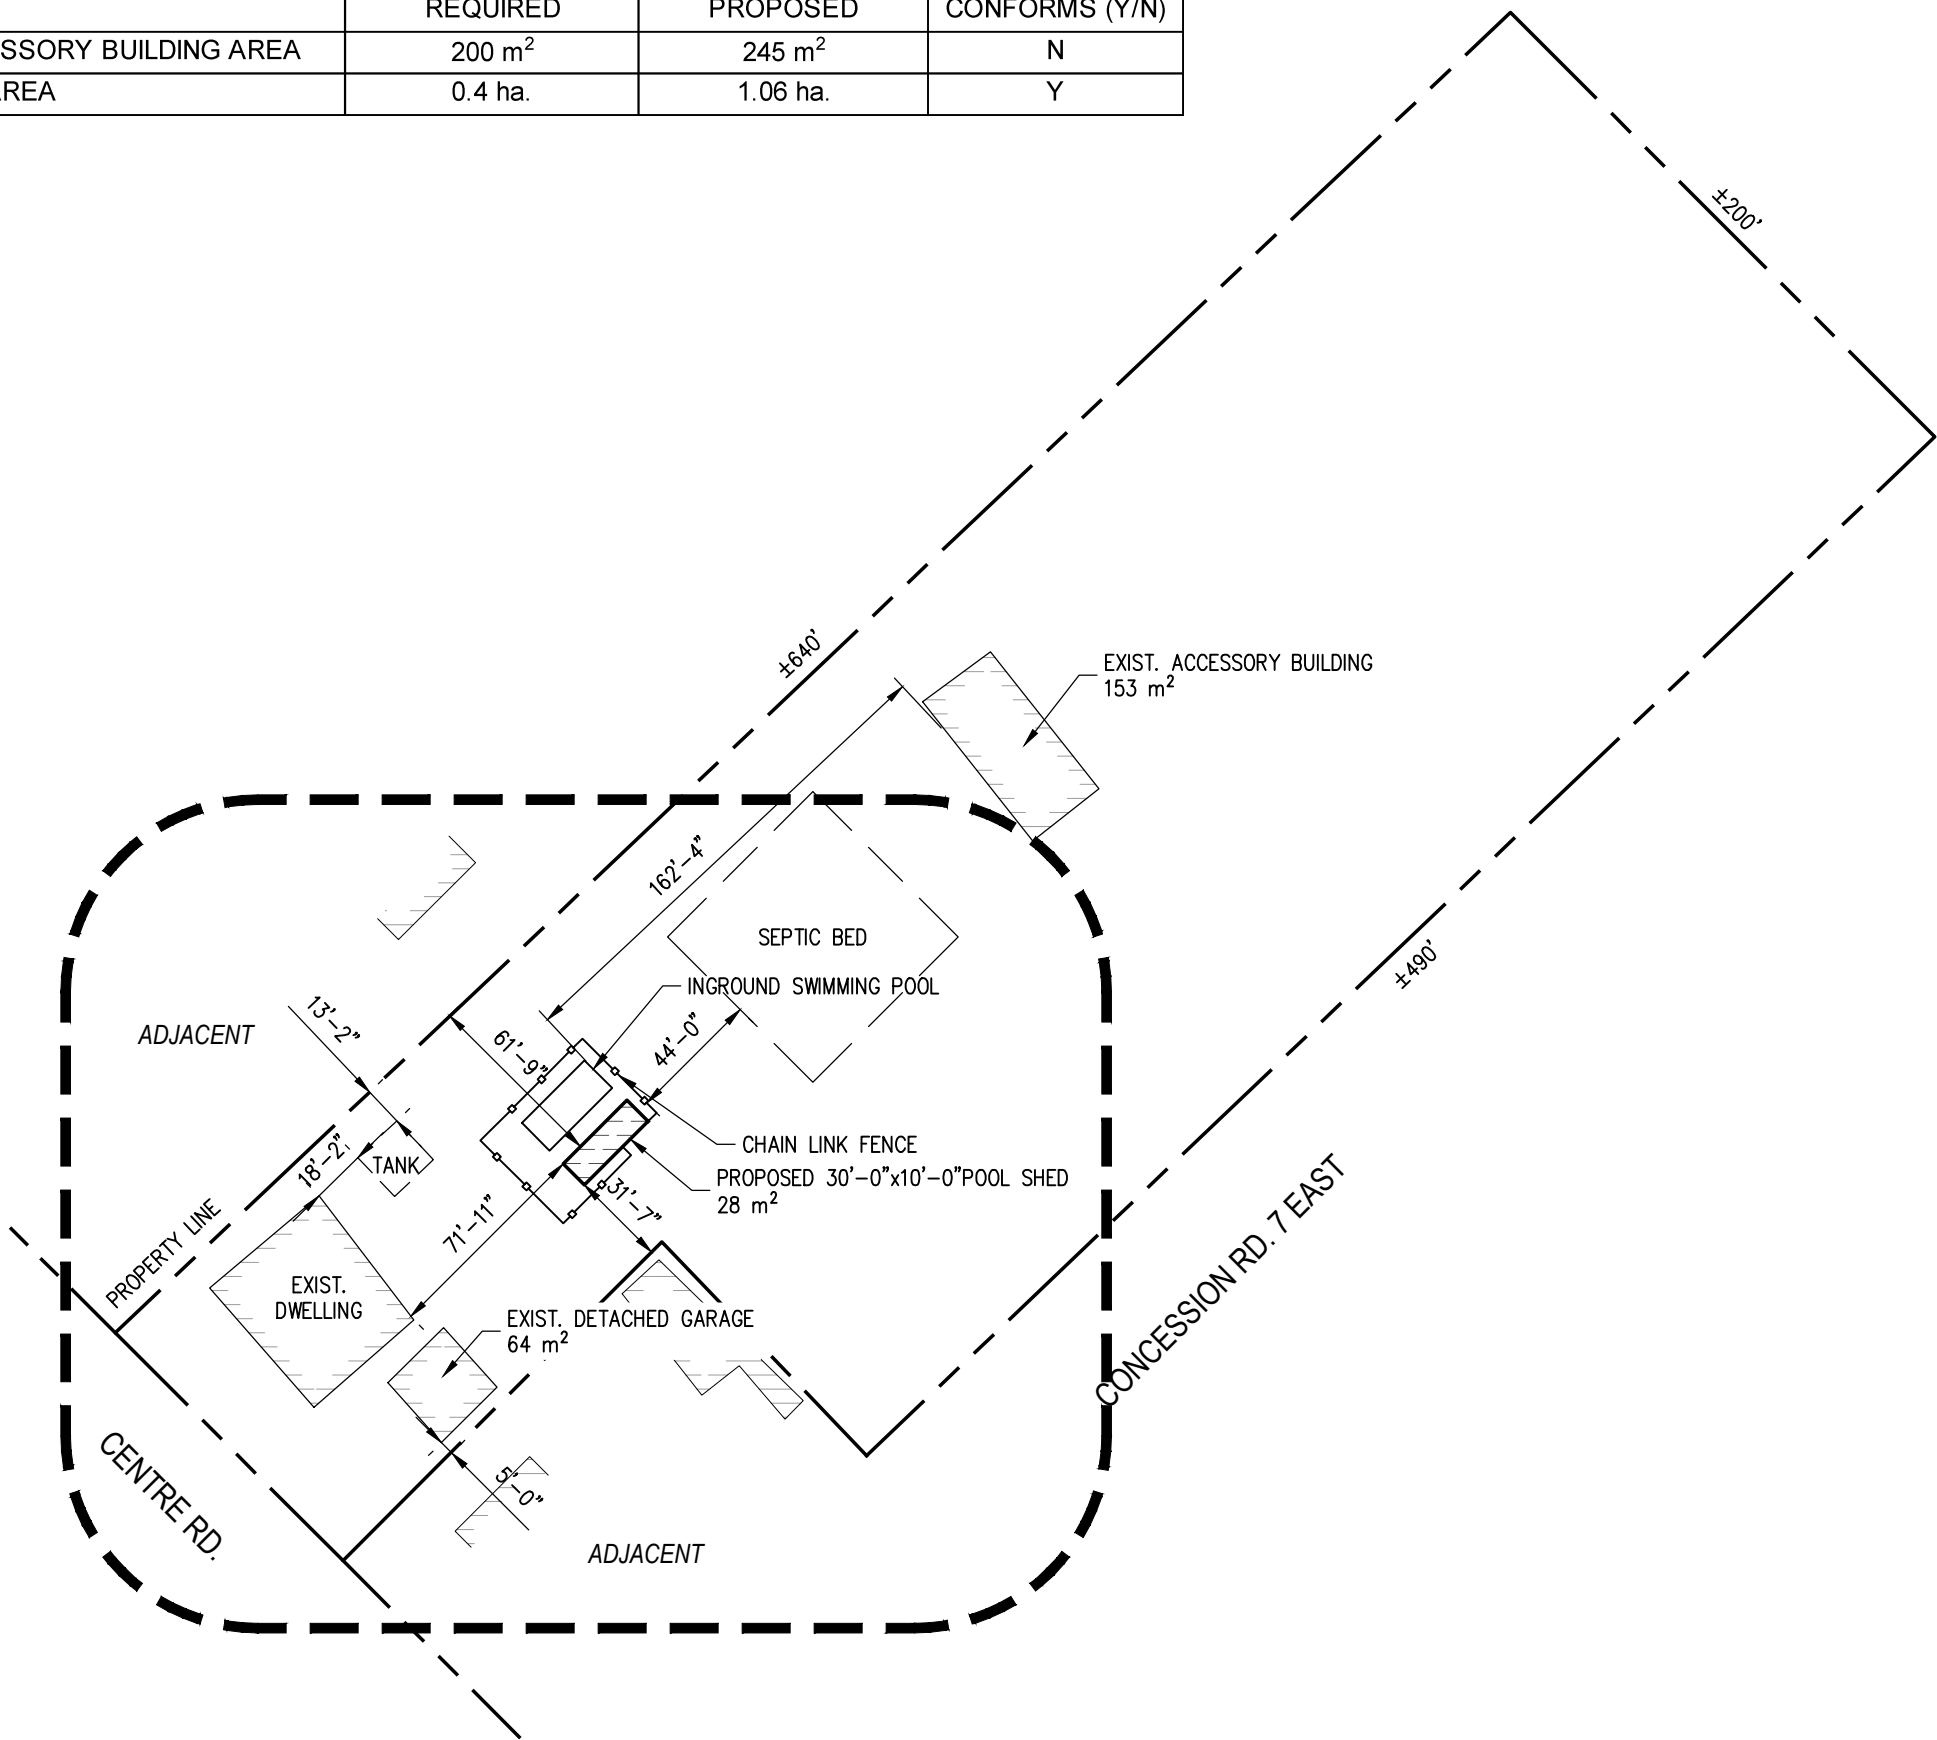 REQUIRED PROPOSED CONFORMS (Y/N)
SSORY BUILDING AREA 200 m² 245 m² N
REA 0.4 ha. 1.06 ha. Y
±200'
±640'
EXIST. ACCESSORY BUILDING
153 m²
162'-4"
SEPTIC BED
±490'
INGROUND SWIMMING POOL
13'-2"
ADJACENT
61'-9"
44'-0"
CHAIN LINK FENCE
18'-2"
TANK
PROPOSED 30'-0"x10'-0"POOL SHED
28 m²
31'-7"
71'-11"
PROPERTY LINE
CONCESSION RD. 7 EAST
EXIST.
DWELLING
EXIST. DETACHED GARAGE
64 m²
CENTRE RD.
5'-0"
ADJACENT